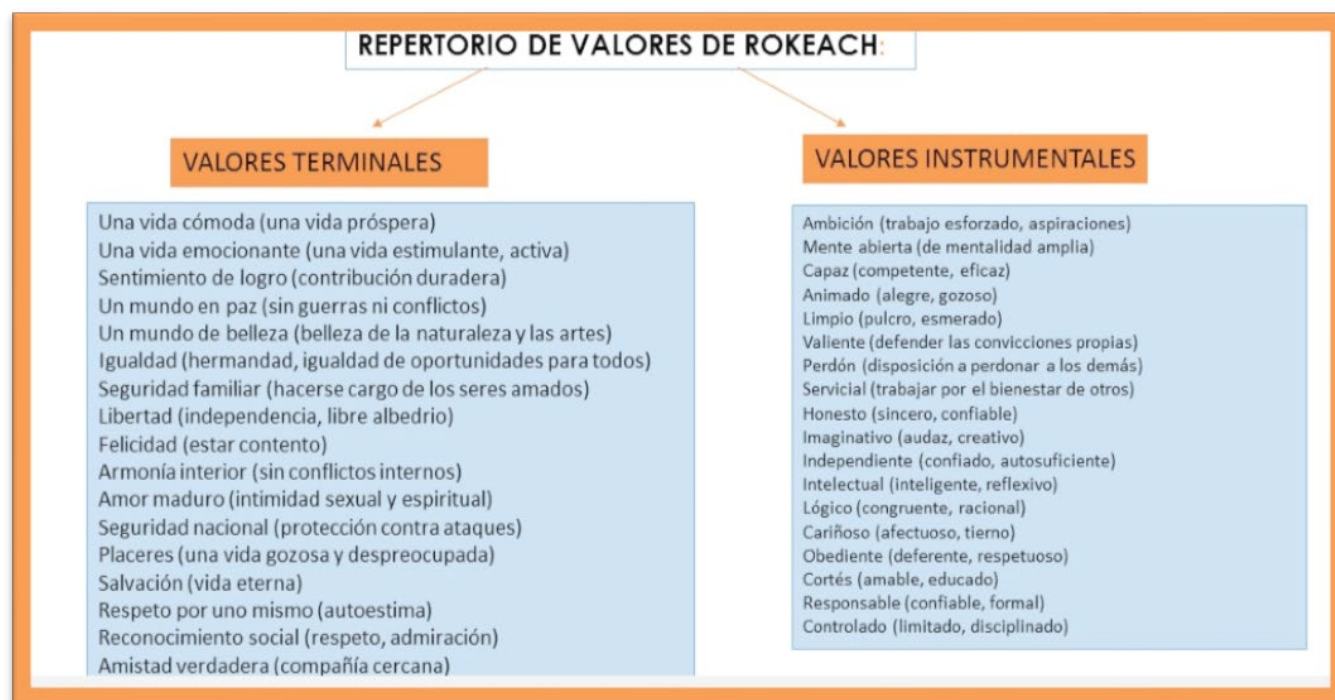 REPERTORIO DE VALORES DE ROKEACH:
VALORES TERMINALES
Una vida cómoda (una vida próspera)
Una vida emocionante (una vida estimulante, activa)
Sentimiento de logro (contribución duradera)
Un mundo en paz (sin guerras ni conflictos)
Un mundo de belleza (belleza de la naturaleza y las artes)
Igualdad (hermandad, igualdad de oportunidades para todos)
Seguridad familiar (hacerse cargo de los seres amados)
Libertad (independencia, libre albedrio)
Felicidad (estar contento)
Armonía interior (sin conflictos internos)
Amor maduro (intimidad sexual y espiritual)
Seguridad nacional (protección contra ataques)
Placeres (una vida gozosa y despreocupada)
Salvación (vida eterna)
Respeto por uno mismo (autoestima)
Reconocimiento social (respeto, admiración)
Amistad verdadera (compañía cercana)
VALORES INSTRUMENTALES
Ambición (trabajo esforzado, aspiraciones)
Mente abierta (de mentalidad amplia)
Capaz (competente, eficaz)
Animado (alegre, gozoso)
Limpio (pulcro, esmerado)
Valiente (defender las convicciones propias)
Perdón (disposición a perdonar a los demás)
Servicial (trabajar por el bienestar de otros)
Honesto (sincero, confiable)
Imaginativo (audaz, creativo)
Independiente (confiado, autosuficiente)
Intelectual (inteligente, reflexivo)
Lógico (congruente, racional)
Cariñoso (afectuoso, tierno)
Obediente (deferente, respetuoso)
Cortés (amable, educado)
Responsable (confiable, formal)
Controlado (limitado, disciplinado)